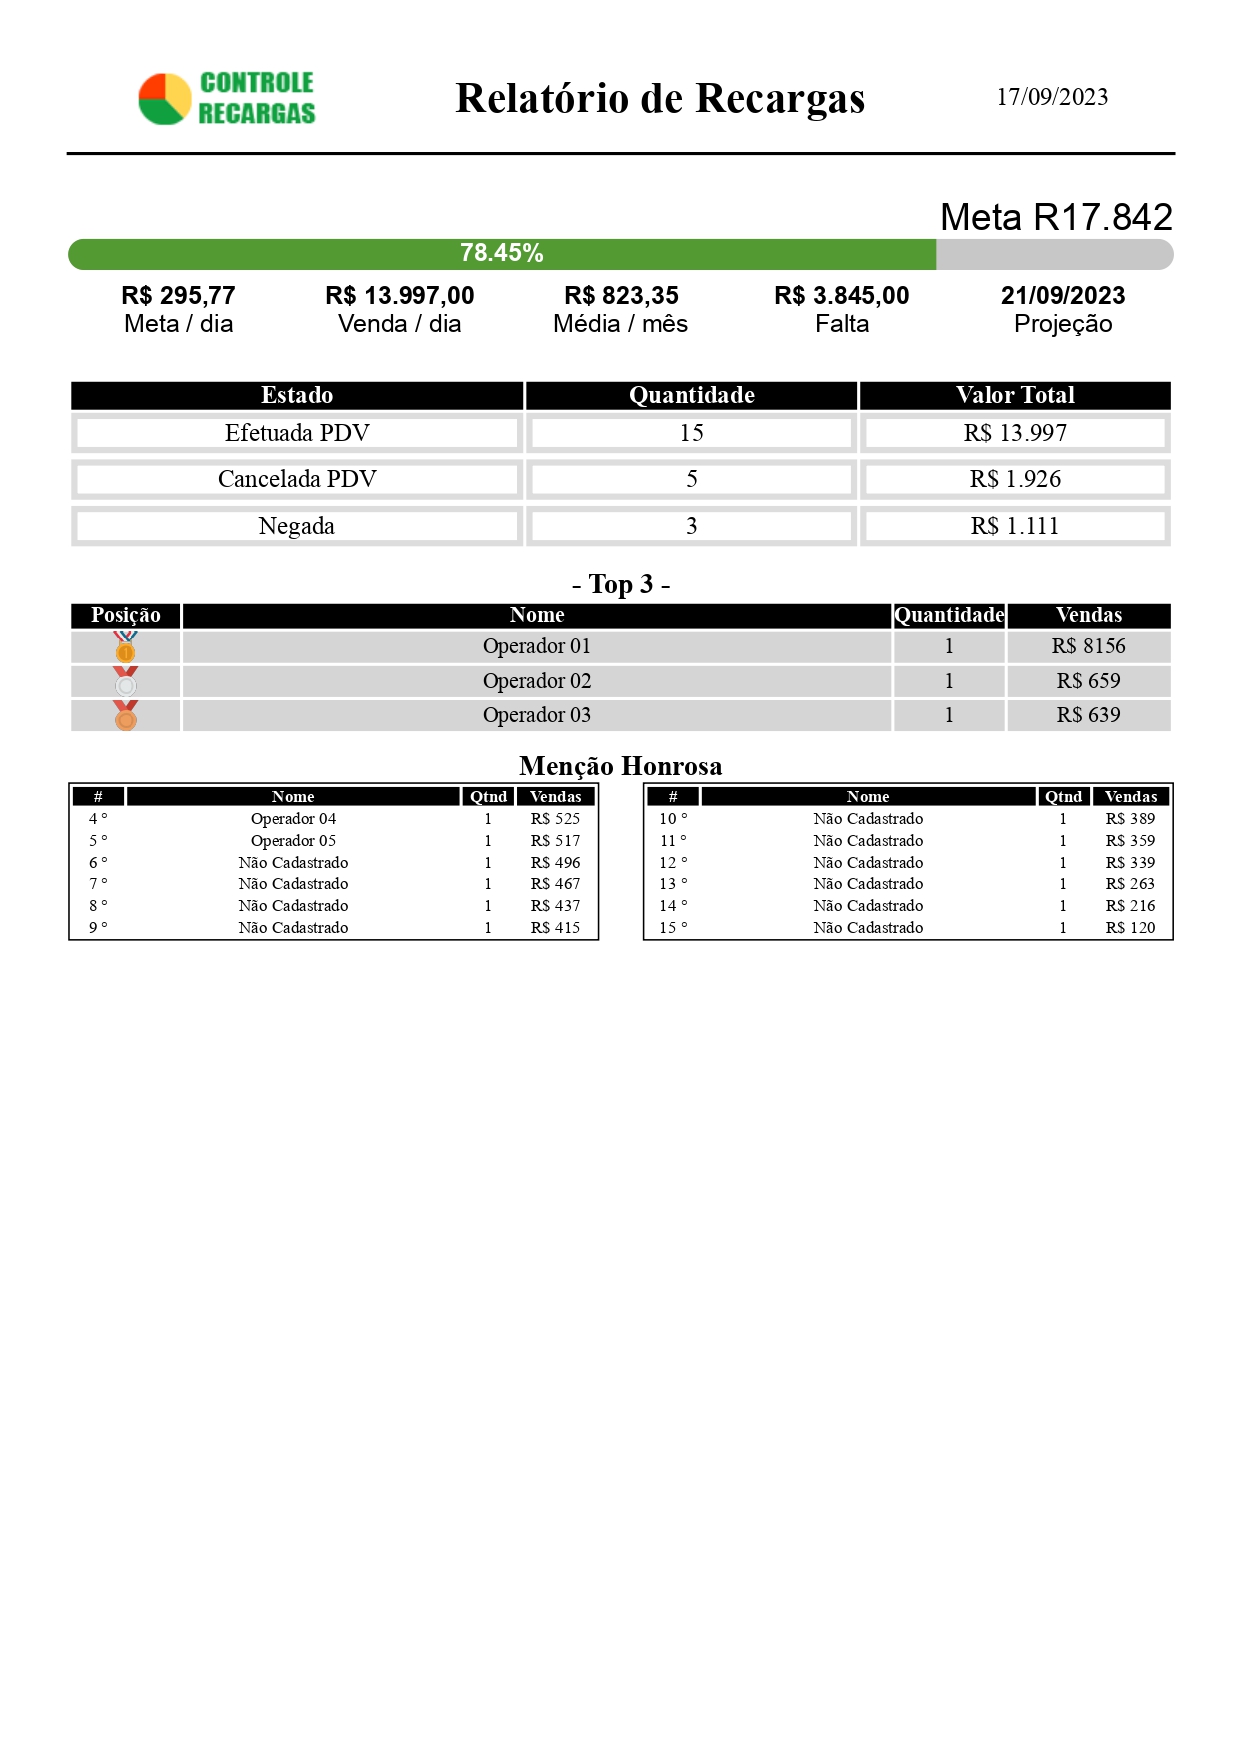 CONTROLE
RECARGAS
Relatório de Recargas
17/09/2023
Meta R17.842
78.45%
R$ 295,77 R$ 13.997,00 R$ 823,35 R$ 3.845,00 21/09/2023
Meta / dia Venda / dia Média / mês Falta Projeção
Estado Quantidade Valor Total
Efetuada PDV 15 R$ 13.997
Cancelada PDV 5 R$ 1.926
Negada 3 R$ 1.111
- Top 3 -
Posição Nome Quantidade Vendas
1 Operador 01 1 R$ 8156
Operador 02 1 R$ 659
Operador 03 1 R$ 639
Menção Honrosa
# Nome Qtnd Vendas
4 º Operador 04 1 R$ 525
5 º Operador 05 1 R$ 517
6 º Não Cadastrado 1 R$ 496
7 º Não Cadastrado 1 R$ 467
8 º Não Cadastrado 1 R$ 437
9 º Não Cadastrado 1 R$ 415
# Nome Qtnd Vendas
10 º Não Cadastrado 1 R$ 389
11 º Não Cadastrado 1 R$ 359
12 º Não Cadastrado 1 R$ 339
13 º Não Cadastrado 1 R$ 263
14 º Não Cadastrado 1 R$ 216
15 º Não Cadastrado 1 R$ 120